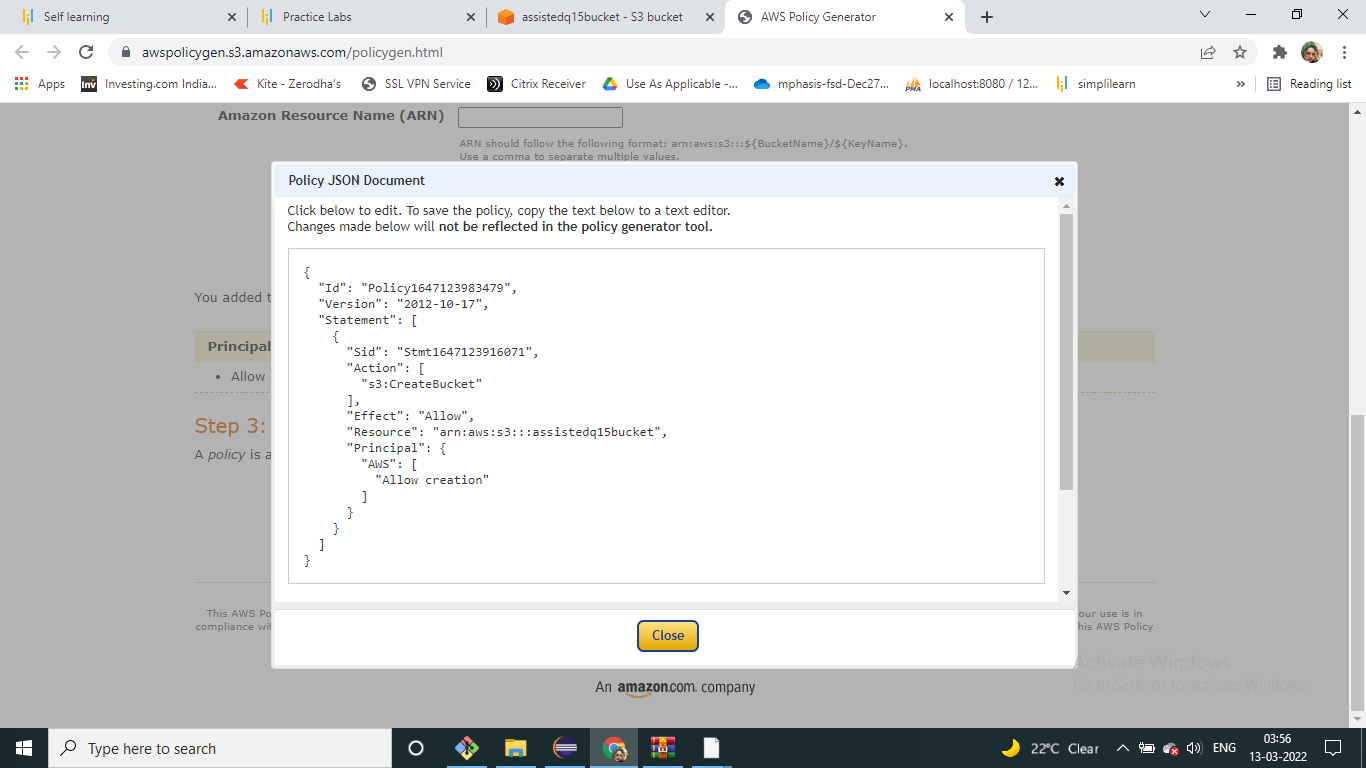 Self learning
Practice Labs
assistedq15bucket - S3 bucket
AWS Policy Generator
awspolicygen.s3.amazonaws.com/policygen.html
Apps
inv Investing.com India...
Kite - Zerodha's
SSL VPN Service
Citrix Receiver
Use As Applicable -...
mphasis-fsd-Dec27...
PMA localhost:8080 / 12...
simplilearn
»
Reading list
Amazon Resource Name (ARN)
ARN should follow the following format: arn:aws:s3:::${BucketName}/${KeyName}.
Use a comma to separate multiple values.
Policy JSON Document
Click below to edit. To save the policy, copy the text below to a text editor.
Changes made below will not be reflected in the policy generator tool.
{
"Id": "Policy1647123983479",
"Version": "2012-10-17",
"Statement": [
{
"Sid": "Stmt1647123916071",
"Action": [
"s3:CreateBucket"
],
"Effect": "Allow",
"Resource": "arn:aws:s3:::assistedq15bucket",
"Principal": {
"AWS": [
"Allow creation"
]
}
}
]
}
You added t
Principal
• Allow
Step 3:
A policy is a
This AWS Po
our use is in
compliance wit
his AWS Policy
Close
Activate Windows
Go to Settings to activate Windows.
An amazon.com. company
Type here to search
22°C Clear
ENG
03:56
13-03-2022